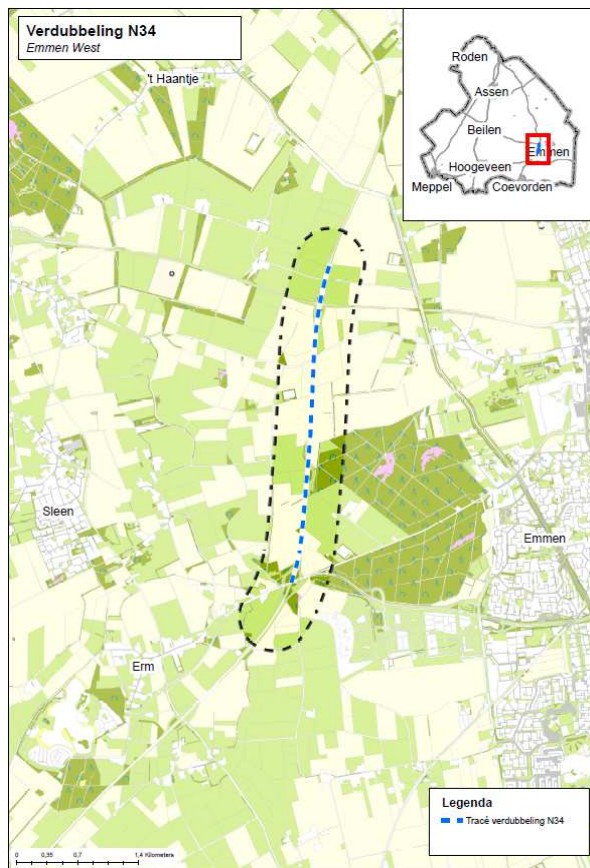 Verdubbeling N34
Emmen West
't Haantje
Roden
Assen
Beilen
Emmen
Hoogeveen
Meppel
Coevorden
Sleen
Emmen
Erm
Legenda
Tracé verdubbeling N34
0 0,35 0,7 1,4 Kilometers